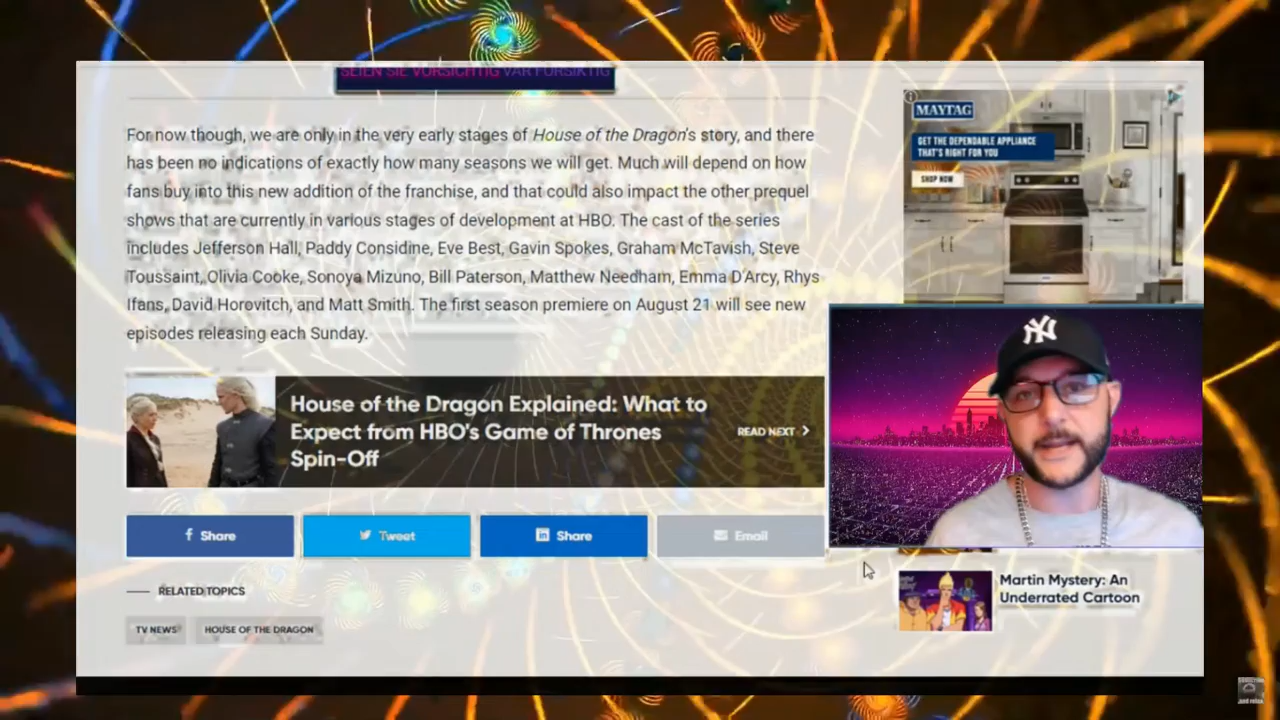 SEIEN SIE VORSICHTIG VAR FÖRSIKTIG
For now though, we are only in the very early stages of House of the Dragon's story, and there
has been no indications of exactly how many seasons we will get. Much will depend on how
fans buy into this new addition of the franchise, and that could also impact the other prequel
shows that are currently in various stages of development at HBO. The cast of the series
includes Jefferson Hall, Paddy Considine, Eve Best, Gavin Spokes, Graham McTavish, Steve
Toussaint, Olivia Cooke, Sonoya Mizuno, Bill Paterson, Matthew Needham, Emma D'Arcy, Rhys
Ifans, David Horovitch, and Matt Smith. The first season premiere on August 21 will see new
episodes releasing each Sunday.
House of the Dragon Explained: What to
Expect from HBO's Game of Thrones
Spin-Off
READ NEXT
Share
Tweet
Share
Email
RELATED TOPICS
TV NEWS
HOUSE OF THE DRAGON
MAYTAG
GET THE DEPENDABLE APPLIANCE
THAT'S RIGHT FOR YOU
SHOP NOW
NY
Martin Mystery: An
Underrated Cartoon